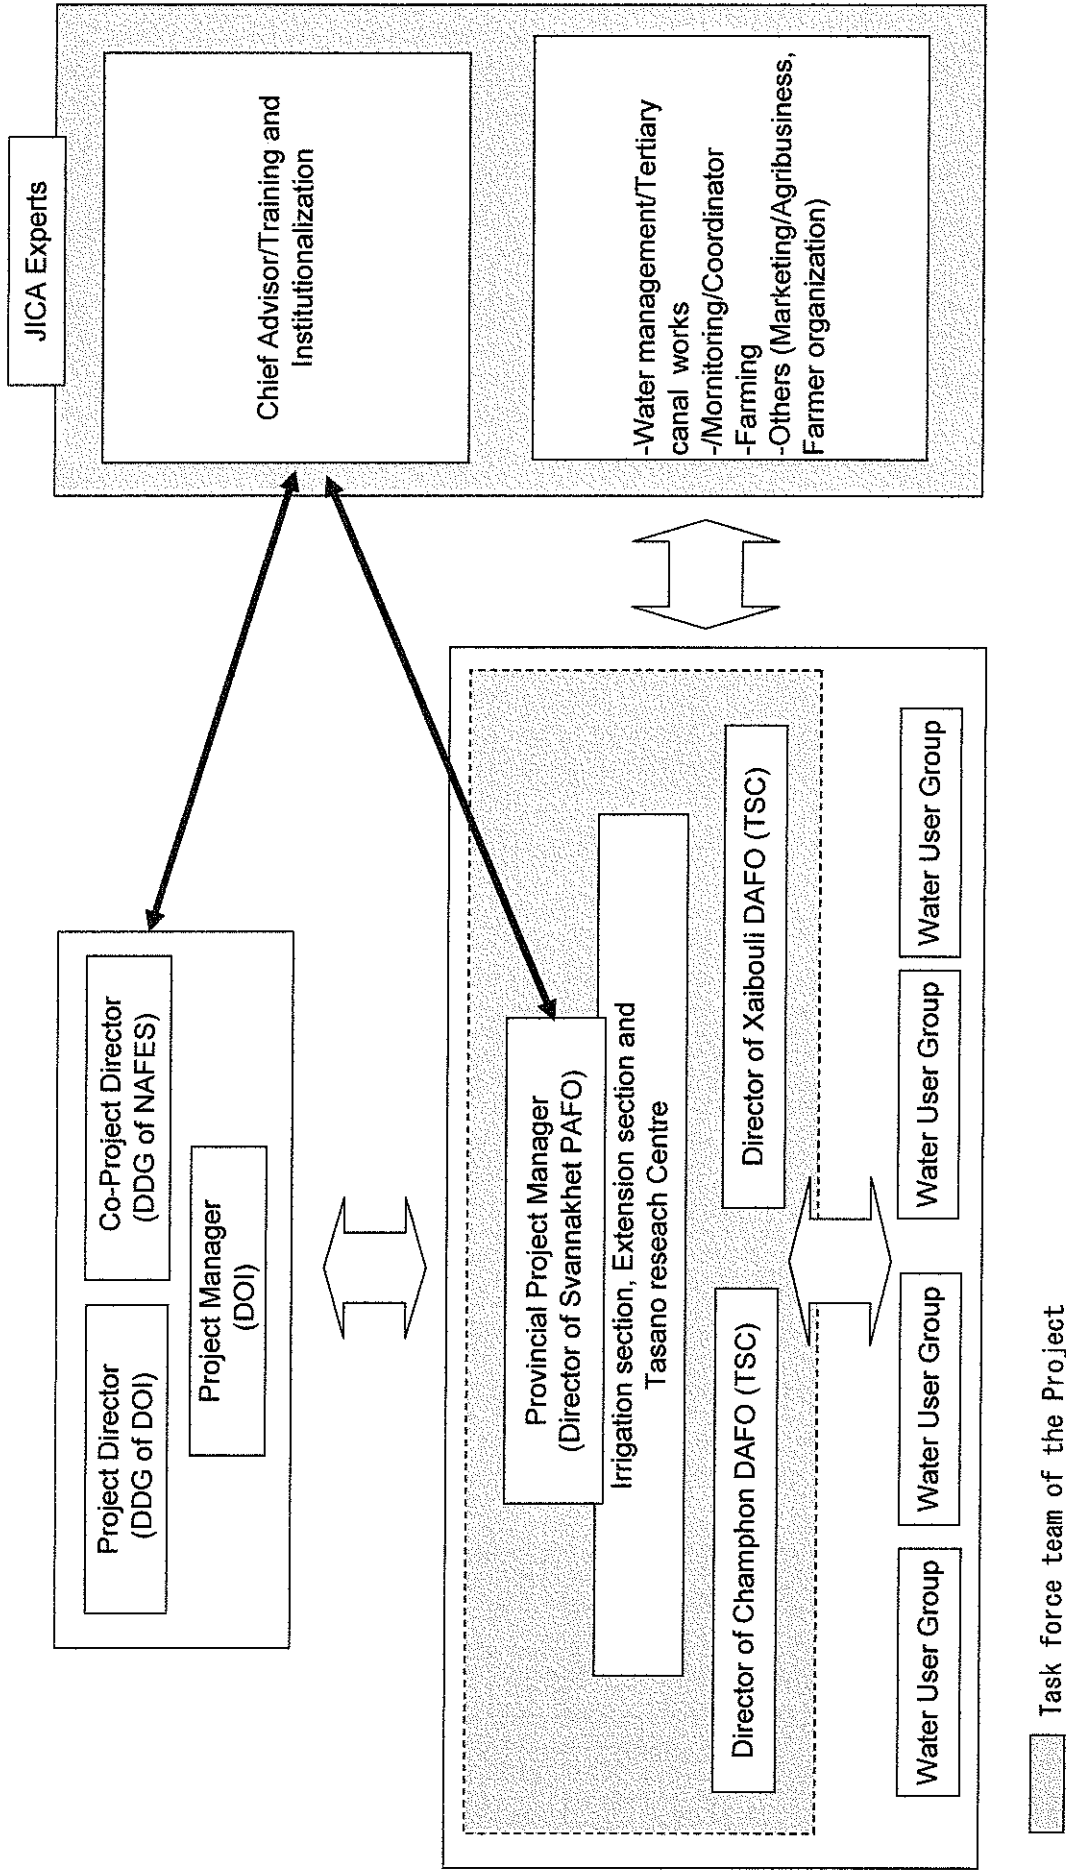 JICA Experts
Chief Advisor/Training and
Institutionalization
-Water management/Tertiary
canal works
-/Mornitoring/Coordinator
-Farming
-Others (Marketing/Agribusiness,
Farmer organization)
Project Director
(DDG of DOI)
Co-Project Director
(DDG of NAFES)
Project Manager
(DOI)
Provincial Project Manager
(Director of Svannakhet PAFO)
Irrigation section, Extension section and
Tasano reseach Centre
Director of Champhon DAFO (TSC)
Director of Xaibouli DAFO (TSC)
Water User Group
Water User Group
Water User Group
Water User Group
Task force team of the Project